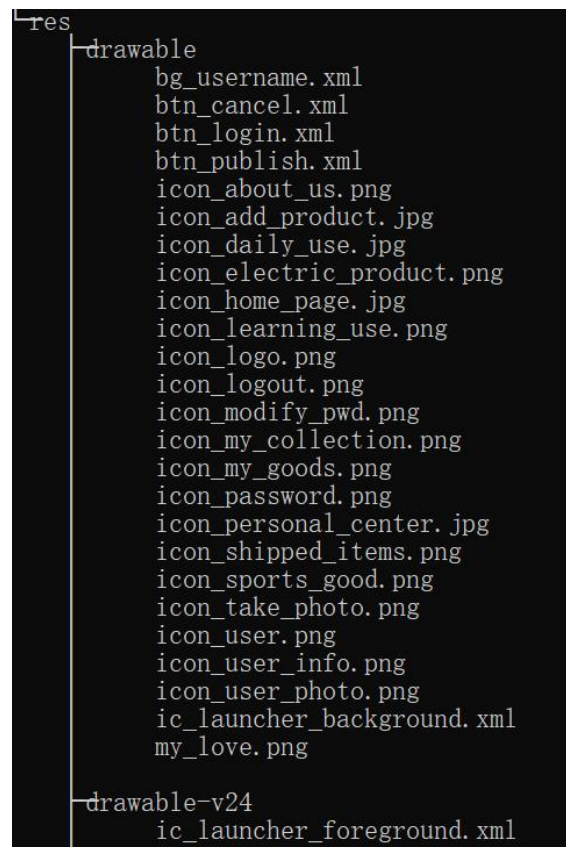 res
drawable
bg_username.xml
btn_cancel.xml
btn_login.xml
btn_publish.xml
icon_about_us.png
icon_add_product.jpg
icon_daily_use.jpg
icon_electric_product.png
icon_home_page.jpg
icon_learning_use.png
icon_logo.png
icon_logout.png
icon_modify_pwd.png
icon_my_collection.png
icon_my_goods.png
icon_password.png
icon_personal_center.jpg
icon_shipped_items.png
icon_sports_good.png
icon_take_photo.png
icon_user.png
icon_user_info.png
icon_user_photo.png
ic_launcher_background.xml
my_love.png
drawable-v24
ic_launcher_foreground.xml